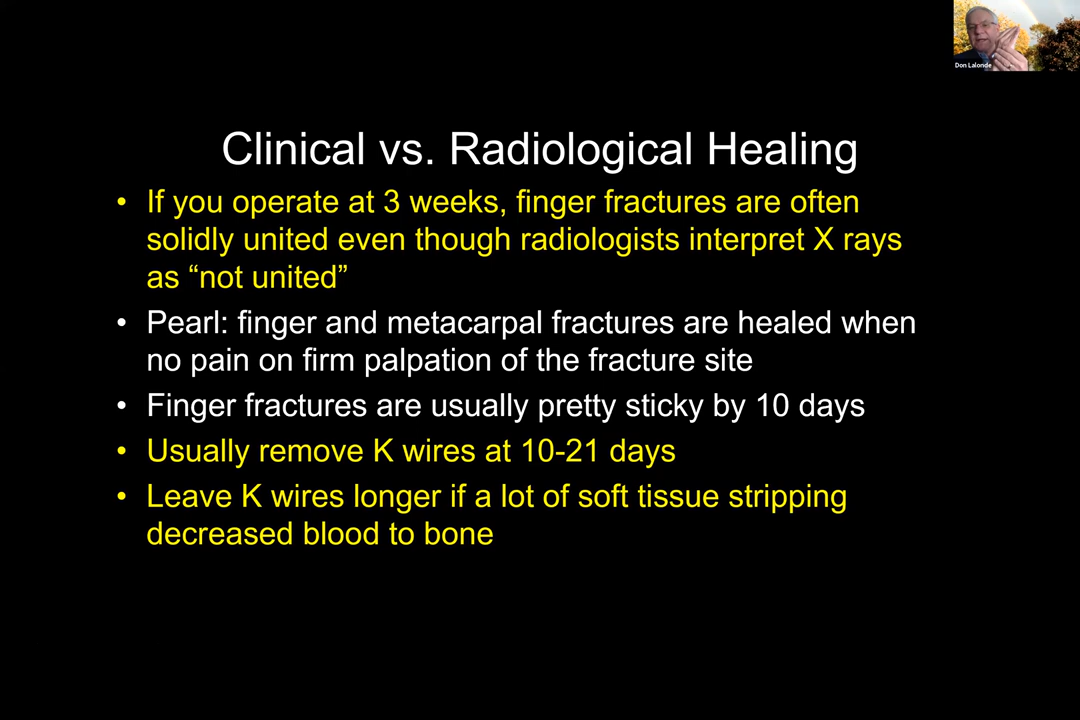 Don Lalonde
Clinical vs. Radiological Healing
• If you operate at 3 weeks, finger fractures are often
solidly united even though radiologists interpret X rays
as “not united”
• Pearl: finger and metacarpal fractures are healed when
no pain on firm palpation of the fracture site
• Finger fractures are usually pretty sticky by 10 days
• Usually remove K wires at 10-21 days
• Leave K wires longer if a lot of soft tissue stripping
decreased blood to bone